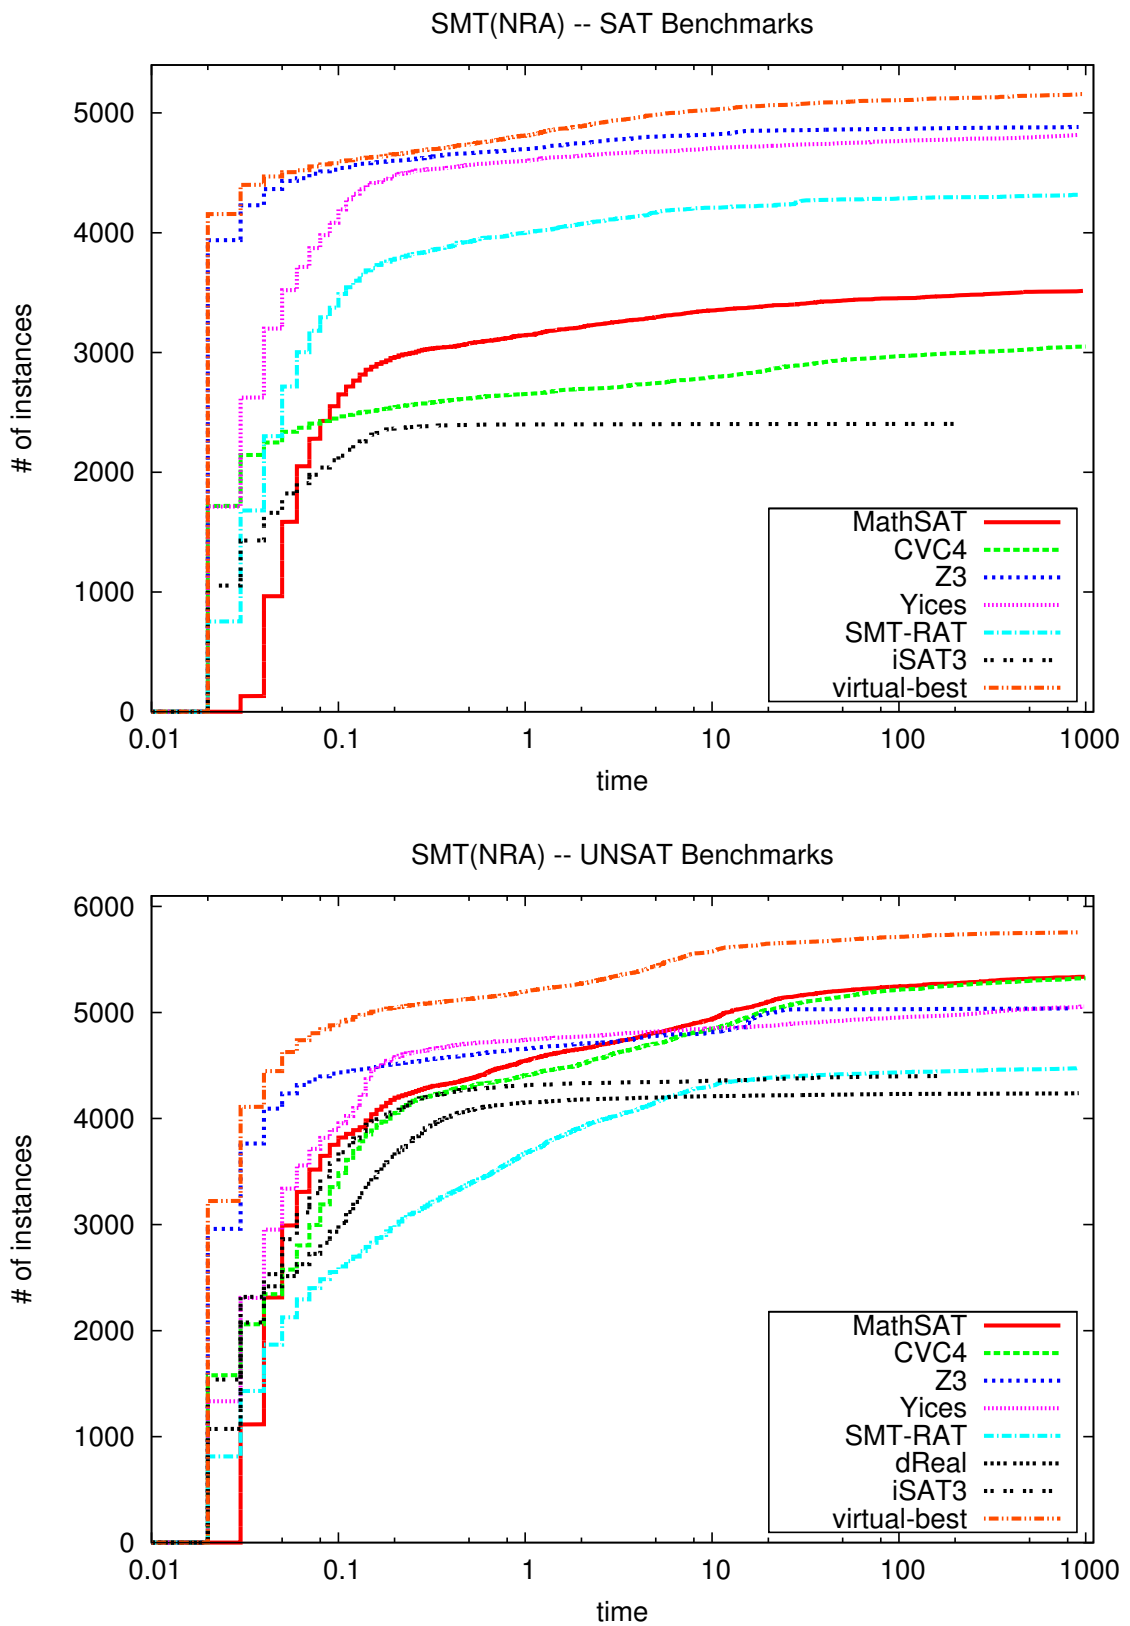 SMT(NRA) -- SAT Benchmarks
# of instances
5000
4000
3000
2000
1000
0
MathSAT
CVC4
Z3
Yices
SMT-RAT
iSAT3
virtual-best
0.01 0.1 1 10 100 1000
time
SMT(NRA) -- UNSAT Benchmarks
# of instances
6000
5000
4000
3000
2000
1000
0
MathSAT
CVC4
Z3
Yices
SMT-RAT
dReal
iSAT3
virtual-best
0.01 0.1 1 10 100 1000
time